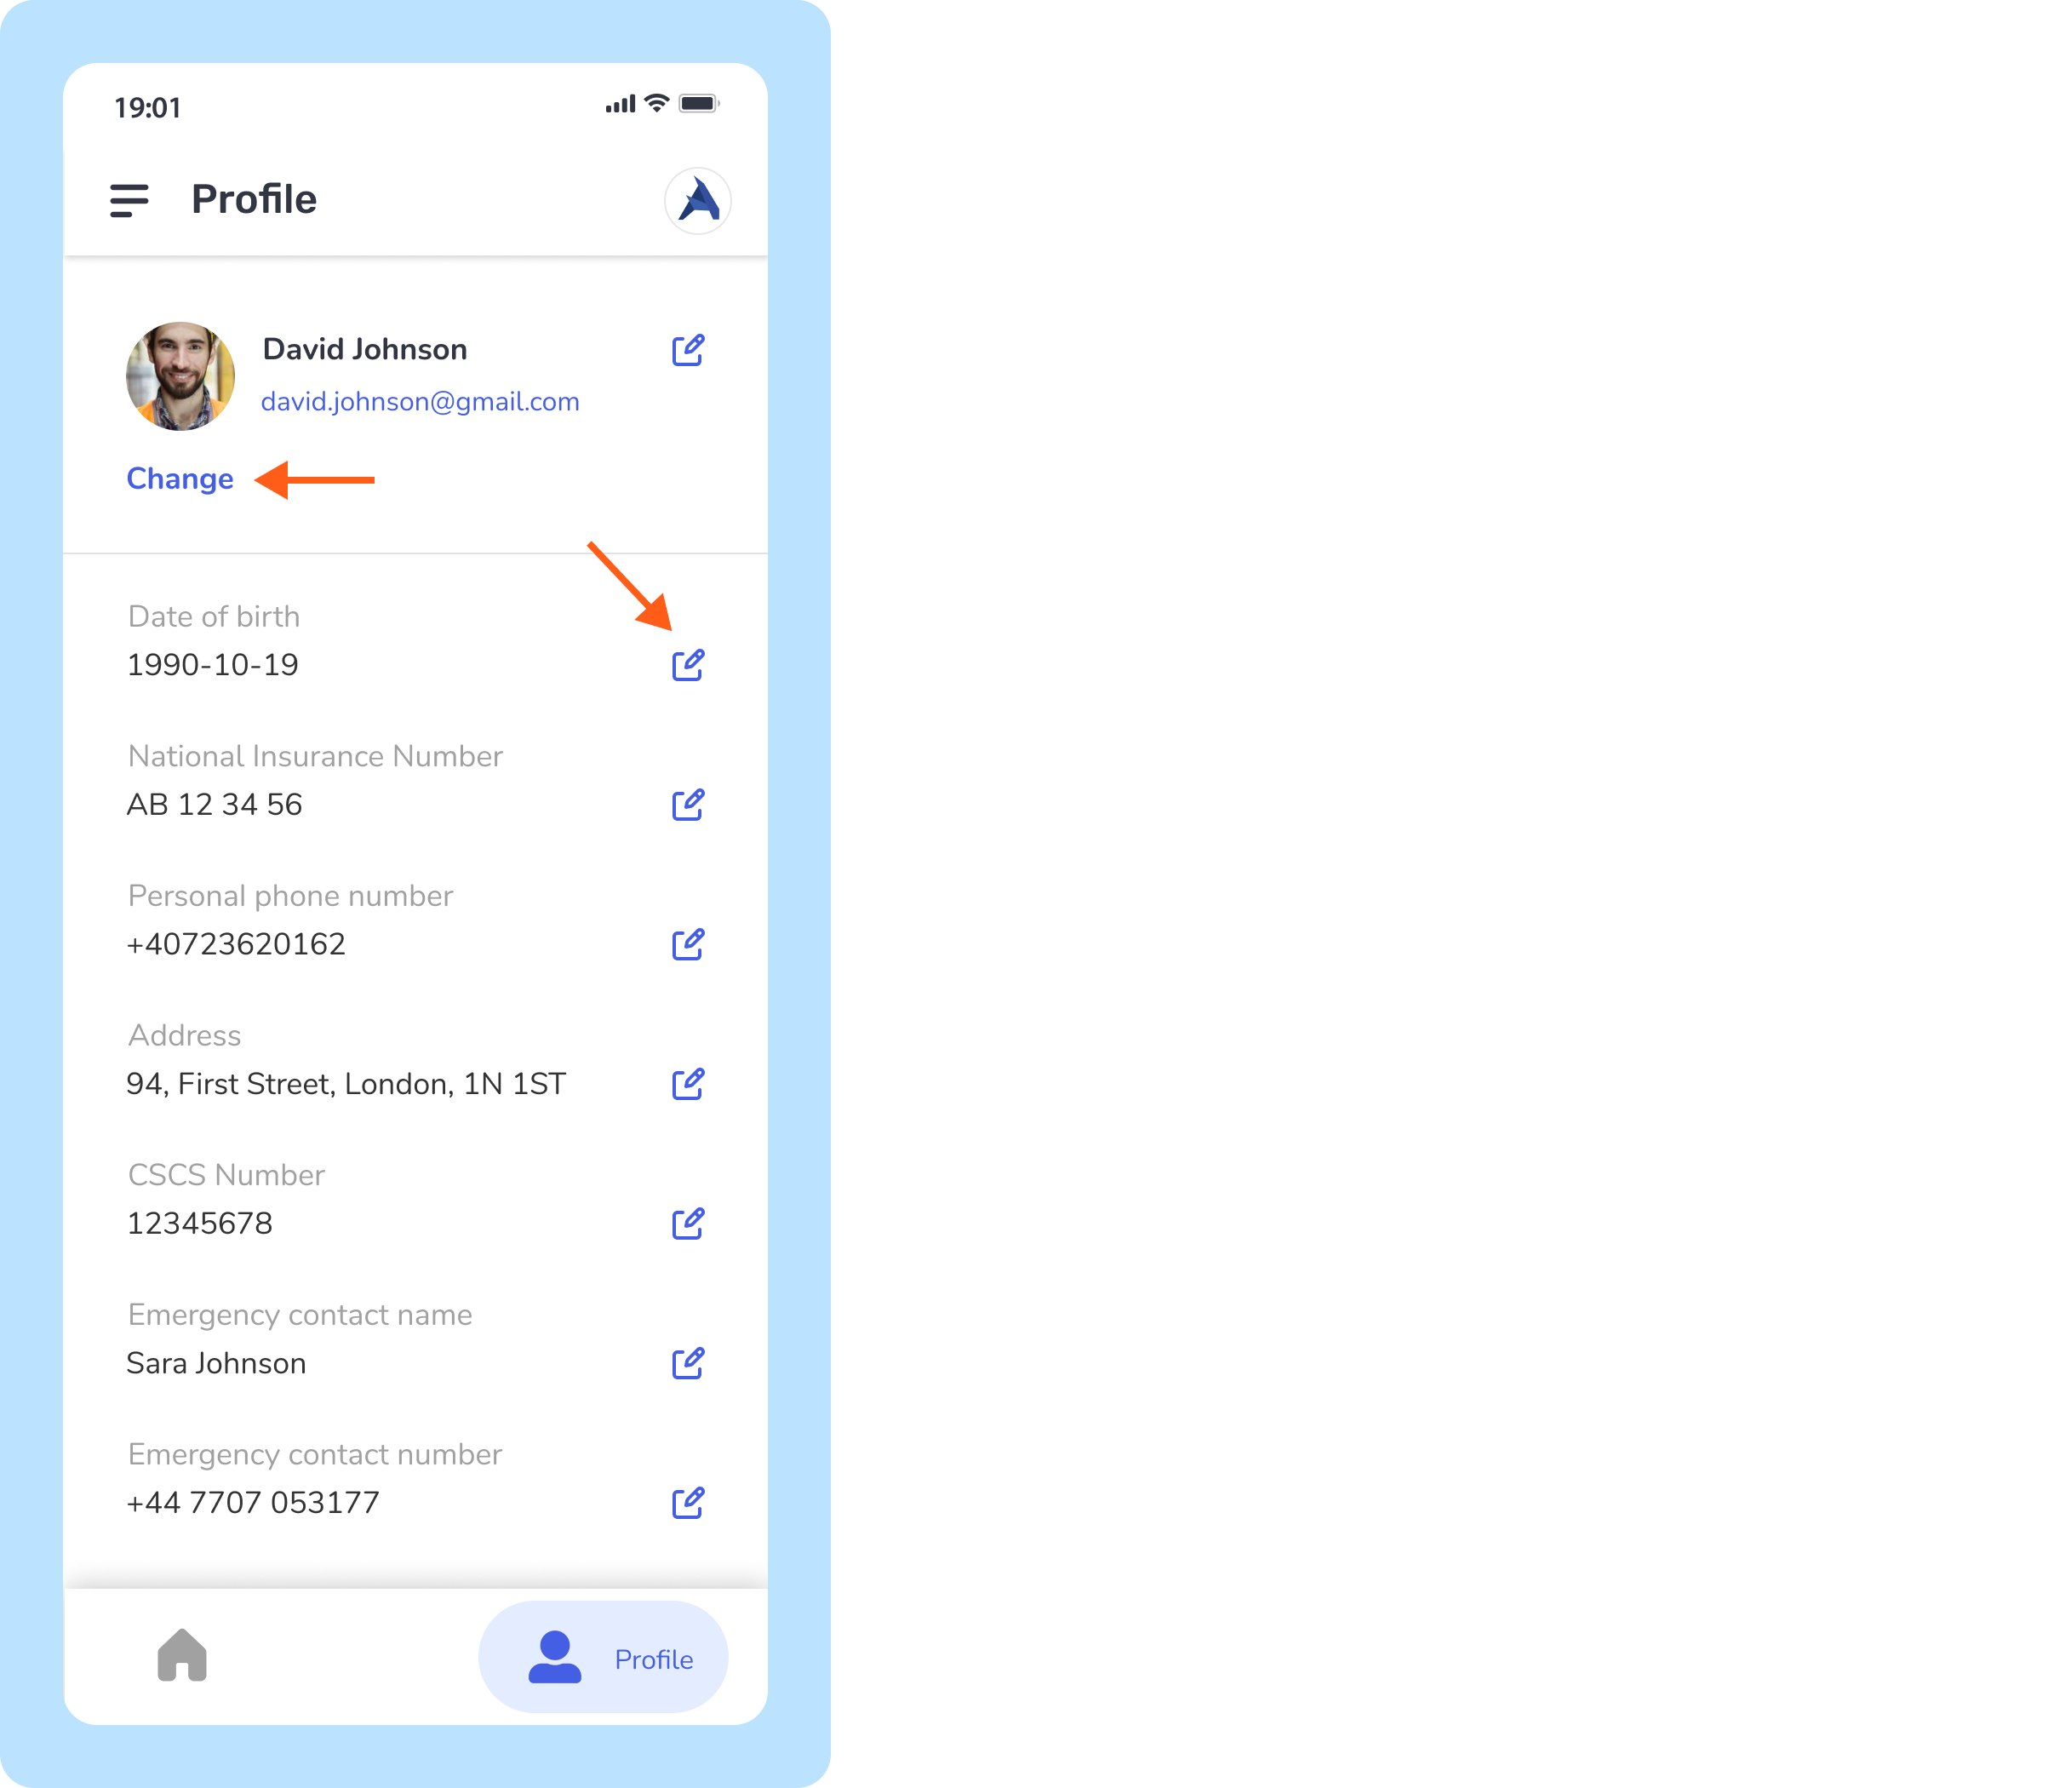 19:01
Profile
David Johnson
david.johnson@gmail.com
Change
Date of birth
1990-10-19
National Insurance Number
AB 12 34 56
Personal phone number
+40723620162
Address
94, First Street, London, 1N 1ST
CSCS Number
12345678
Emergency contact name
Sara Johnson
Emergency contact number
+44 7707 053177
Profile